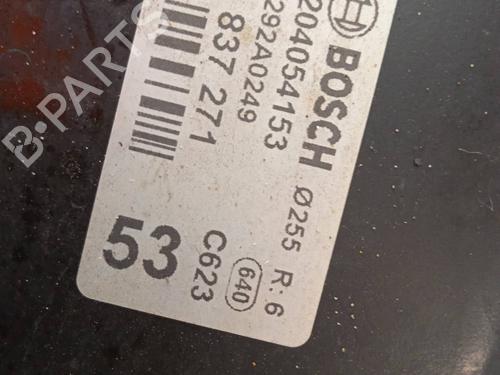 BOSCH
204054153
292A0249
837 271
Ø255 R:6
53 C623
640
B-PARTS